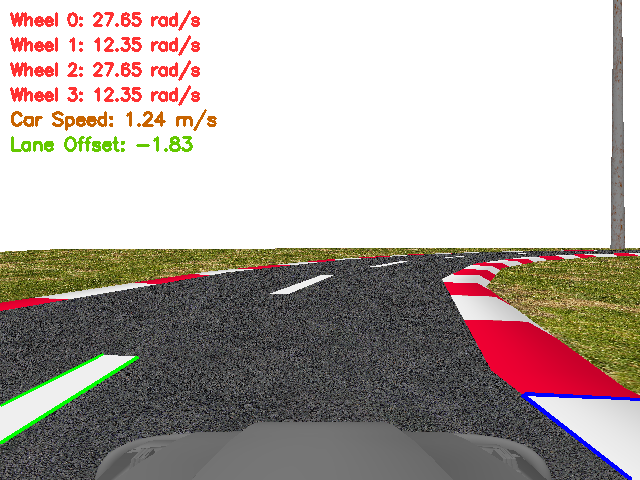 Wheel 0: 27.65 rad/s
Wheel 1: 12.35 rad/s
Wheel 2: 27.65 rad/s
Wheel 3: 12.35 rad/s
Car Speed: 1.24 m/s
Lane Offset: -1.83